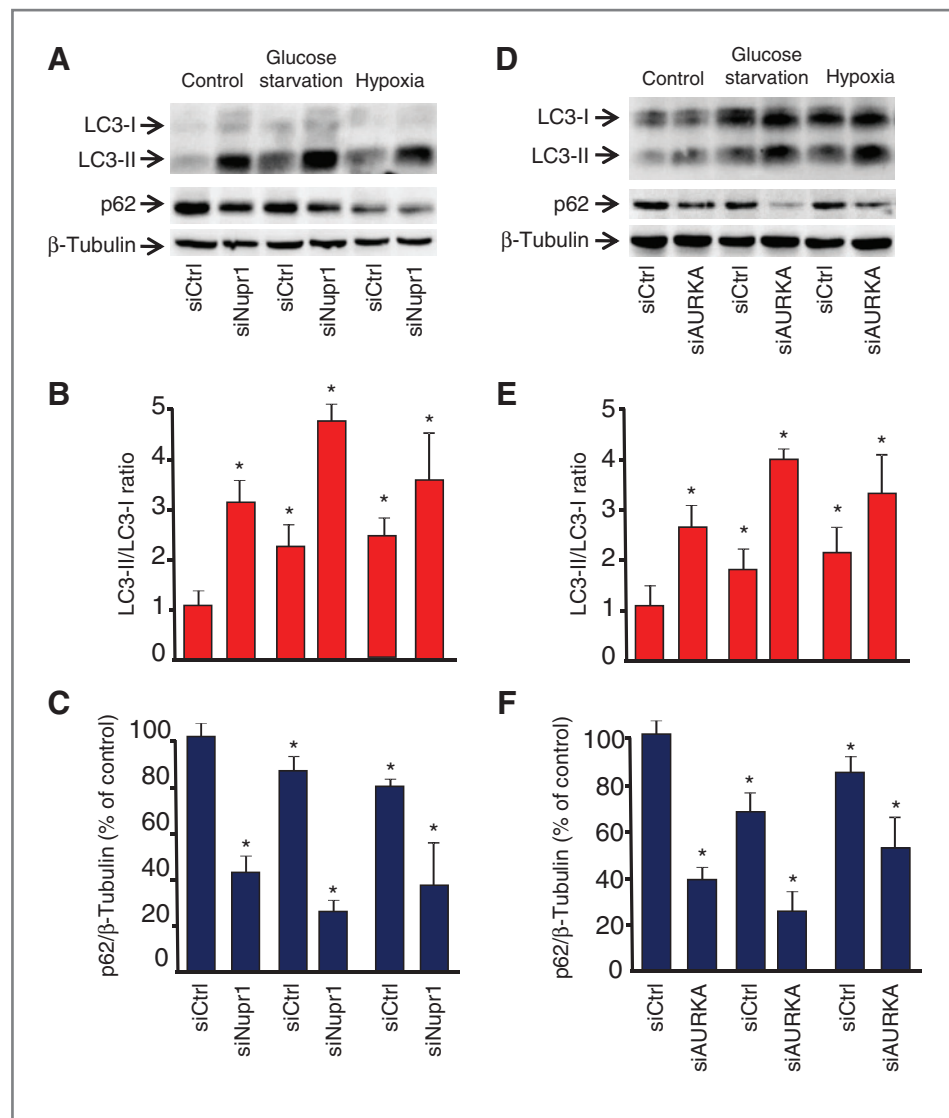 A
Control
Glucose
starvation
Hypoxia
LC3-I
LC3-II
p62
β-Tubulin
siCtrl
siNupr1
siCtrl
siNupr1
siCtrl
siNupr1
B
LC3-II/LC3-I ratio
5
4
3
2
1
0
*
*
*
*
*
C
p62/β-Tubulin (% of control)
100
80
60
40
20
0
*
*
*
*
*
siCtrl
siNupr1
siCtrl
siNupr1
siCtrl
siNupr1
D
Control
Glucose
starvation
Hypoxia
LC3-I
LC3-II
p62
β-Tubulin
siCtrl
siAURKA
siCtrl
siAURKA
siCtrl
siAURKA
E
LC3-II/LC3-I ratio
5
4
3
2
1
0
*
*
*
*
*
F
p62/β-Tubulin (% of control)
100
80
60
40
20
0
*
*
*
*
*
siCtrl
siAURKA
siCtrl
siAURKA
siCtrl
siAURKA